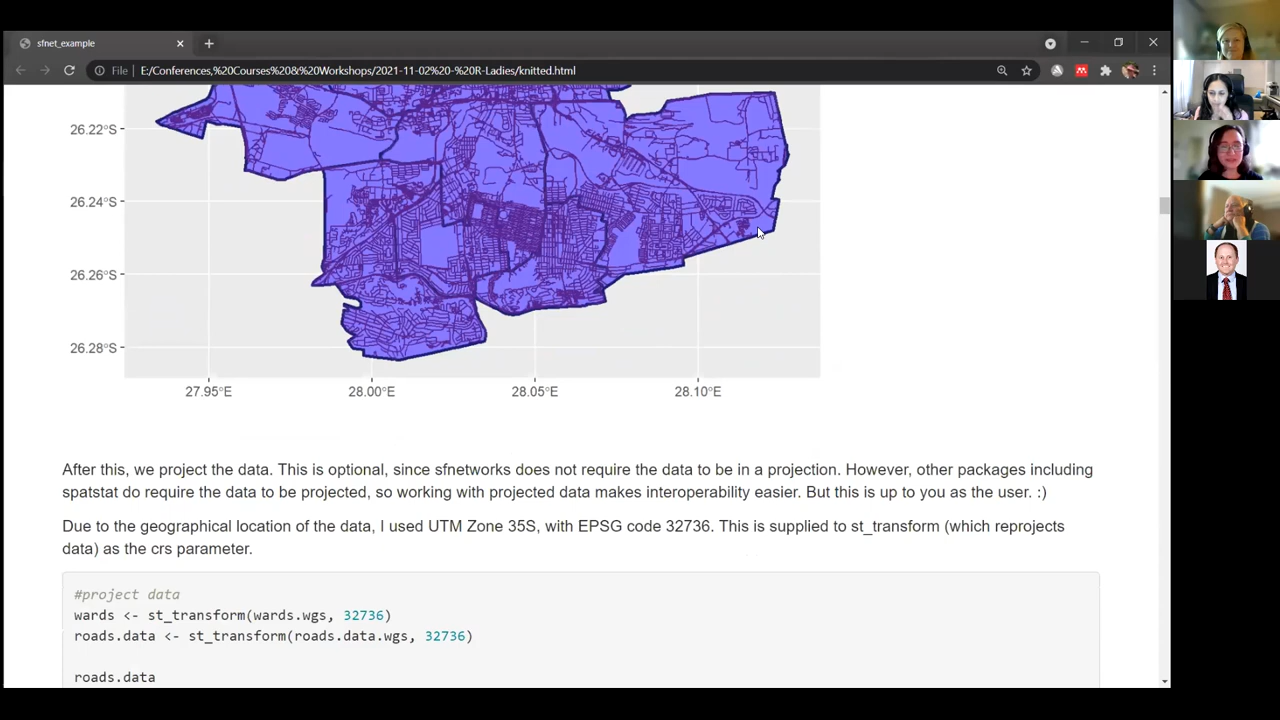 sfnet_example
File
E:/Conferences,%20Courses%20&%20Workshops/2021-11-02%20-%20R-Ladies/knitted.html
26.22°S
26.24°S
26.26°S
26.28°S
27.95°E 28.00°E 28.05°E 28.10°E
After this, we project the data. This is optional, since sfnetworks does not require the data to be in a projection. However, other packages including
spatstat do require the data to be projected, so working with projected data makes interoperability easier. But this is up to you as the user. :)
Due to the geographical location of the data, I used UTM Zone 35S, with EPSG code 32736. This is supplied to st_transform (which reprojects
data) as the crs parameter.
#project data
wards <- st_transform(wards.wgs, 32736)
roads.data <- st_transform(roads.data.wgs, 32736)
roads.data